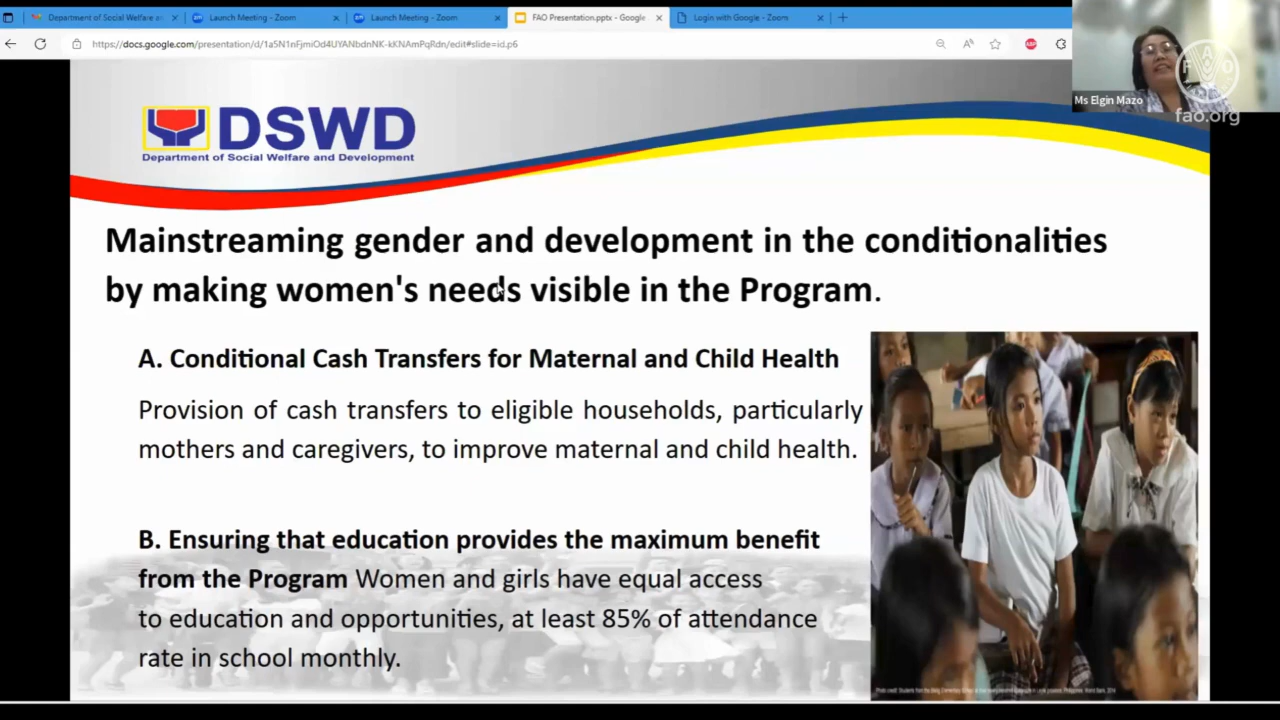 Department of Social Welfare an
Launch Meeting - Zoom
Launch Meeting - Zoom
FAO Presentation.pptx - Google
Login with Google - Zoom
https://docs.google.com/presentation/d/1a5N1nFjmiOd4UYANbdnNK-kKNAmPqRdn/edit#slide=id.p6
ABP
Ms Elgin Mazo
FAO
fao.org
DSWD
Department of Social Welfare and Development
Mainstreaming gender and development in the conditionalities
by making women's needs visible in the Program.
A. Conditional Cash Transfers for Maternal and Child Health
Provision of cash transfers to eligible households, particularly
mothers and caregivers, to improve maternal and child health.
B. Ensuring that education provides the maximum benefit
from the Program Women and girls have equal access
to education and opportunities, at least 85% of attendance
rate in school monthly.